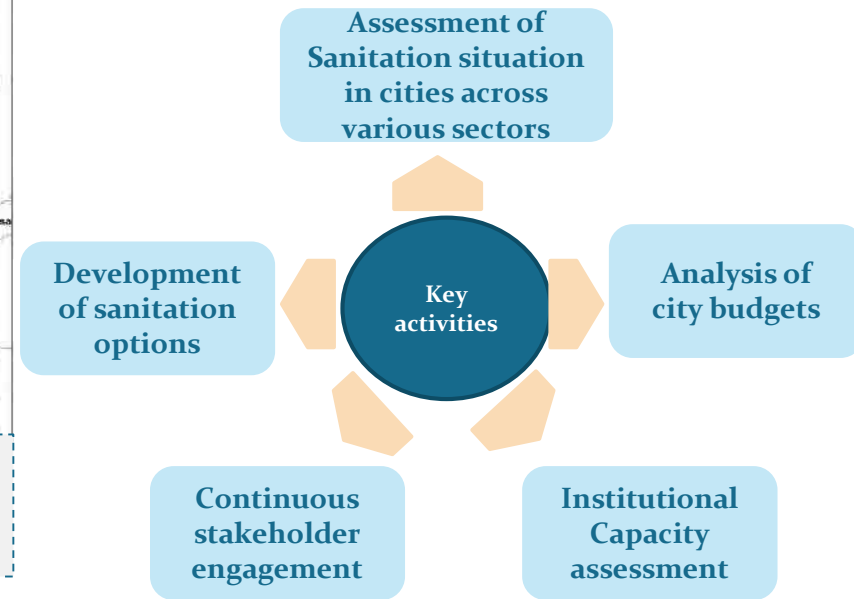 Assessment of
Sanitation situation
in cities across
various sectors
Development
of sanitation
options
Key
activities
Analysis of
city budgets
Continuous
stakeholder
engagement
Institutional
Capacity
assessment